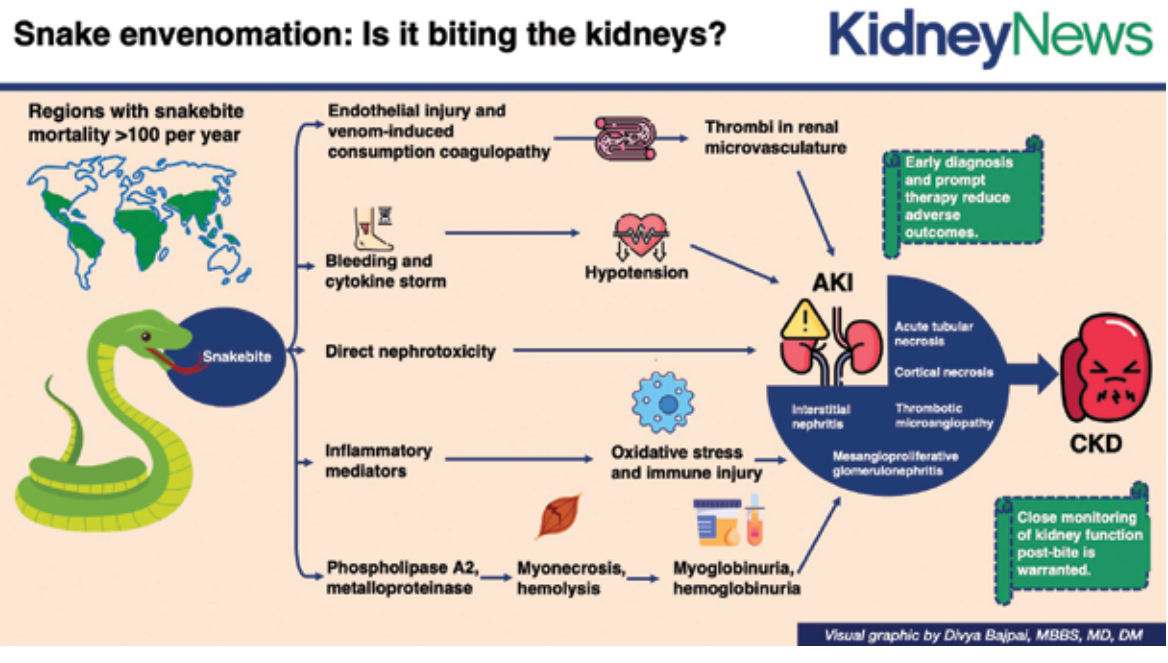 Snake envenomation: Is it biting the kidneys?
KidneyNews
Regions with snakebite
mortality >100 per year
Snakebite
Endothelial injury and
venom-induced
consumption coagulopathy
Thrombi in renal
microvasculature
Bleeding and
cytokine storm
Hypotension
Direct nephrotoxicity
Inflammatory
mediators
Oxidative stress
and immune injury
Phospholipase A2,
metalloproteinase
Myonecrosis,
hemolysis
Myoglobinuria,
hemoglobinuria
AKI
Acute tubular
necrosis
Cortical necrosis
Interstitial
nephritis
Thrombotic
microangiopathy
Mesangioproliferative
glomerulonephritis
CKD
Early diagnosis
and prompt
therapy reduce
adverse
outcomes.
Close monitoring
of kidney function
post-bite is
warranted.
Visual graphic by Divya Bajpai, MBBS, MD, DM